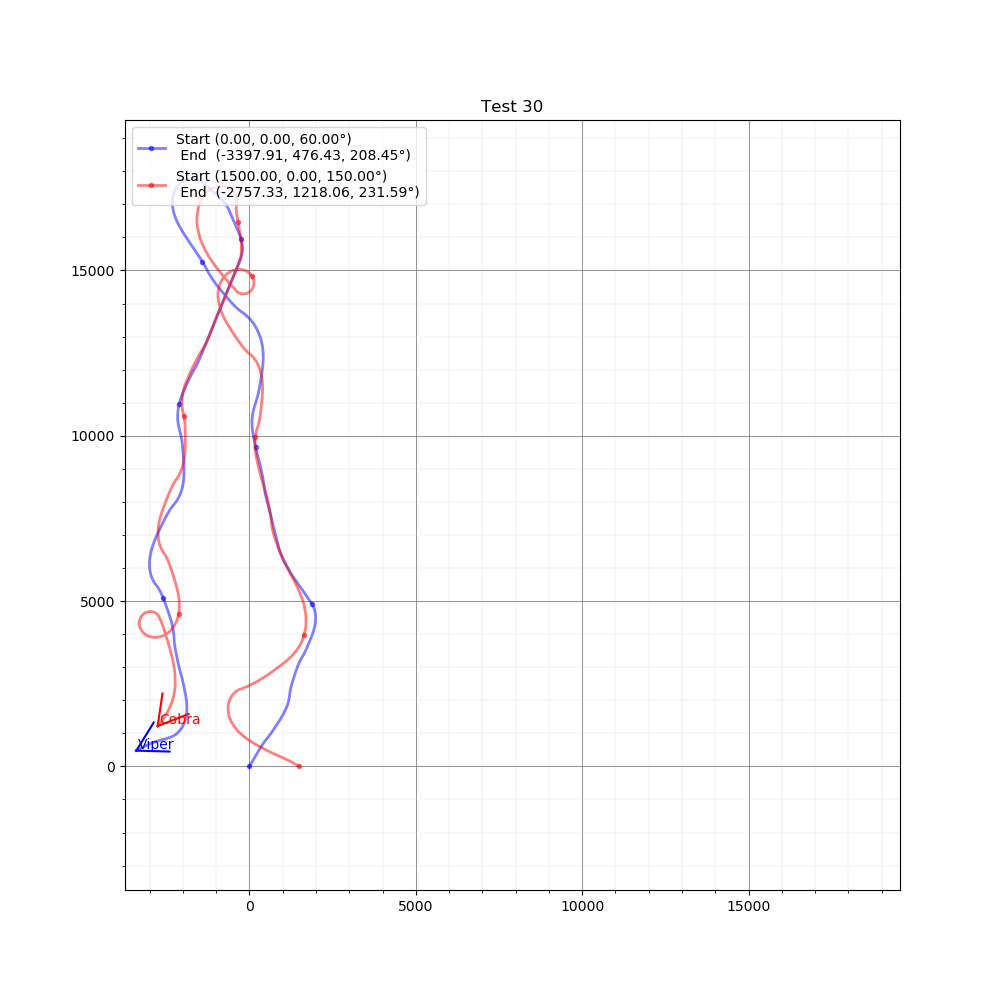 Test 30
Start (0.00, 0.00, 60.00°)
End (-3397.91, 476.43, 208.45°)
Start (1500.00, 0.00, 150.00°)
End (-2757.33, 1218.06, 231.59°)
15000
10000
5000
Cobra
Viper
0
0
5000
10000
15000